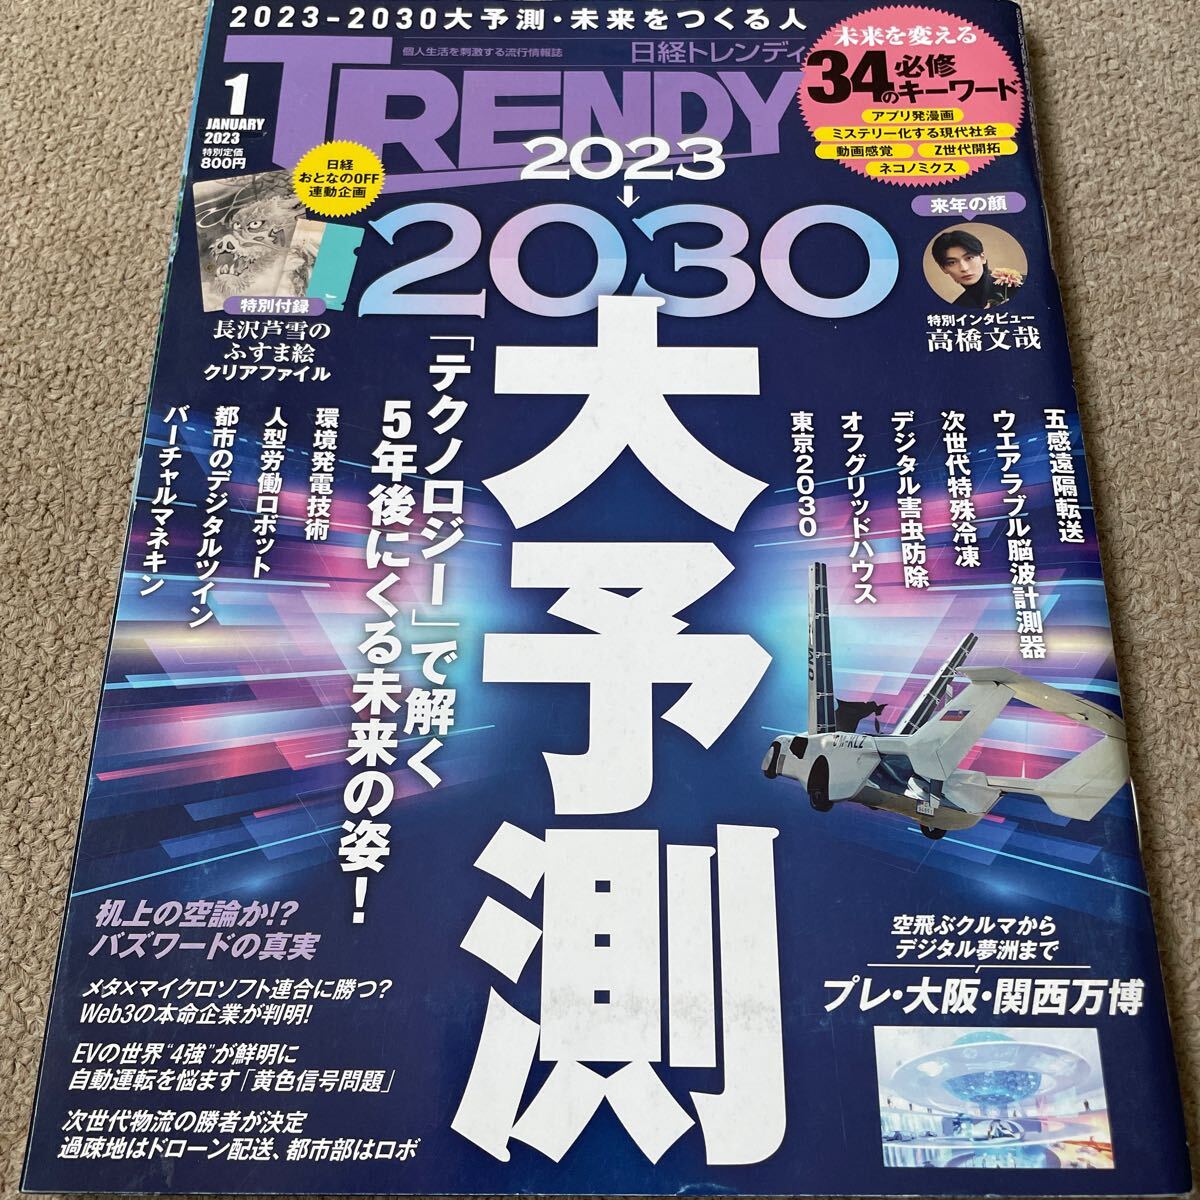 2023-2030大予測・未来をつくる人
個人生活を刺激する流行情報誌
日経トレンディ
TRENDY
1
JANUARY
2023
特別定価
800円
日経
おとなのOFF
連動企画
特別付録
長沢芦雪の
ふすま絵
クリアファイル
未来を変える
34の必修キーワード
アプリ発漫画
ミステリー化する現代社会
動画感覚
Z世代開拓
ネコノミクス
来年の顔
特別インタビュー
高橋文哉
2023
↓
2030
大予測
「テクノロジー」で解く
5年後にくる未来の姿！
環境発電技術
人型労働ロボット
都市のデジタルツイン
バーチャルマネキン
五感遠隔転送
ウエアラブル脳波計測器
次世代特殊冷凍
デジタル害虫防除
オフグリッドハウス
東京2030
OM-KLZ
机上の空論か!?
バズワードの真実
メタ×マイクロソフト連合に勝つ?
Web3の本命企業が判明!
EVの世界“4強”が鮮明に
自動運転を悩ます「黄色信号問題」
次世代物流の勝者が決定
過疎地はドローン配送、都市部はロボ
空飛ぶクルマから
デジタル夢洲まで
プレ・大阪・関西万博